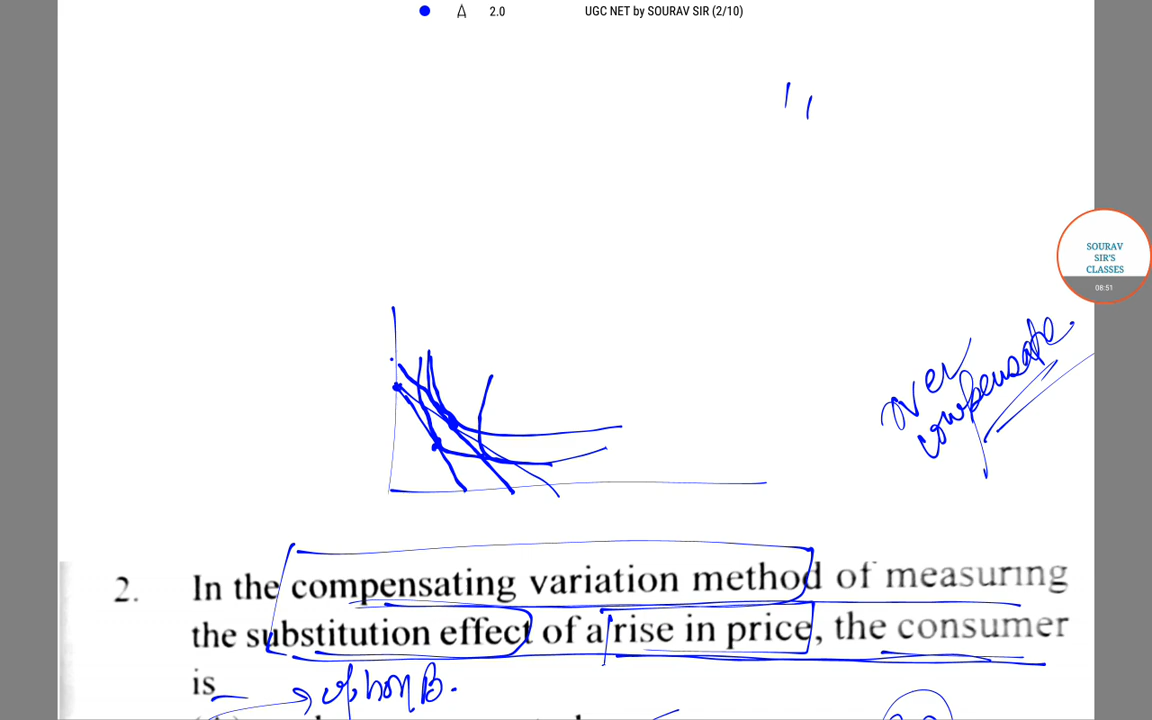 2.0 UGC NET by SOURAV SIR (2/10)
SOURAV
SIR'S
CLASSES
08:51
over
compensate
2. In the compensating variation method of measuring
the substitution effect of a rise in price, the consumer
is
option B.